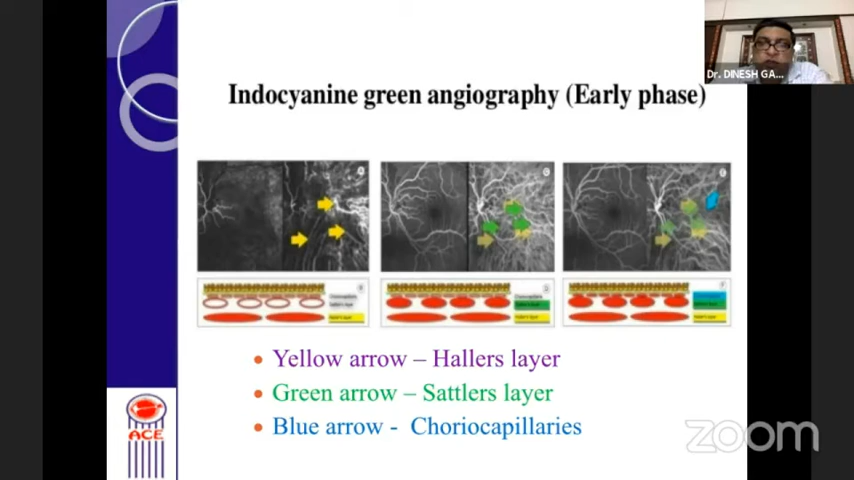 Dr. DINESH GA...
Indocyanine green angiography (Early phase)
Yellow arrow – Hallers layer
Green arrow – Sattlers layer
Blue arrow - Choriocapillaries
ACE
zoom